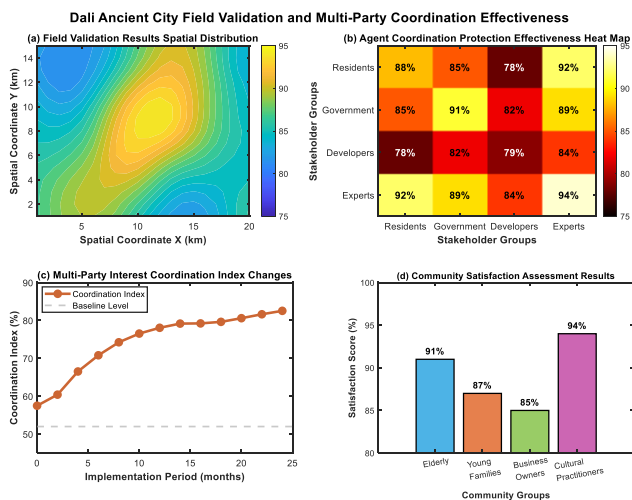 Dali Ancient City Field Validation and Multi-Party Coordination Effectiveness
(a) Field Validation Results Spatial Distribution
Spatial Coordinate Y (km)
14
12
10
8
6
4
2
5
10
15
20
Spatial Coordinate X (km)
95
90
85
80
75
(b) Agent Coordination Protection Effectiveness Heat Map
Stakeholder Groups
Residents
Government
Developers
Experts
88% 85% 78% 92%
85% 91% 82% 89%
78% 82% 79% 84%
92% 89% 84% 94%
Residents Government Developers Experts
Stakeholder Groups
95
90
85
80
75
(c) Multi-Party Interest Coordination Index Changes
Coordination Index (%)
90
80
70
60
50
Coordination Index
Baseline Level
0 5 10 15 20 25
Implementation Period (months)
(d) Community Satisfaction Assessment Results
Satisfaction Score (%)
100
95
90
85
80
91%
87%
85%
94%
Elderly
Young
Families
Business
Owners
Cultural
Practitioners
Community Groups